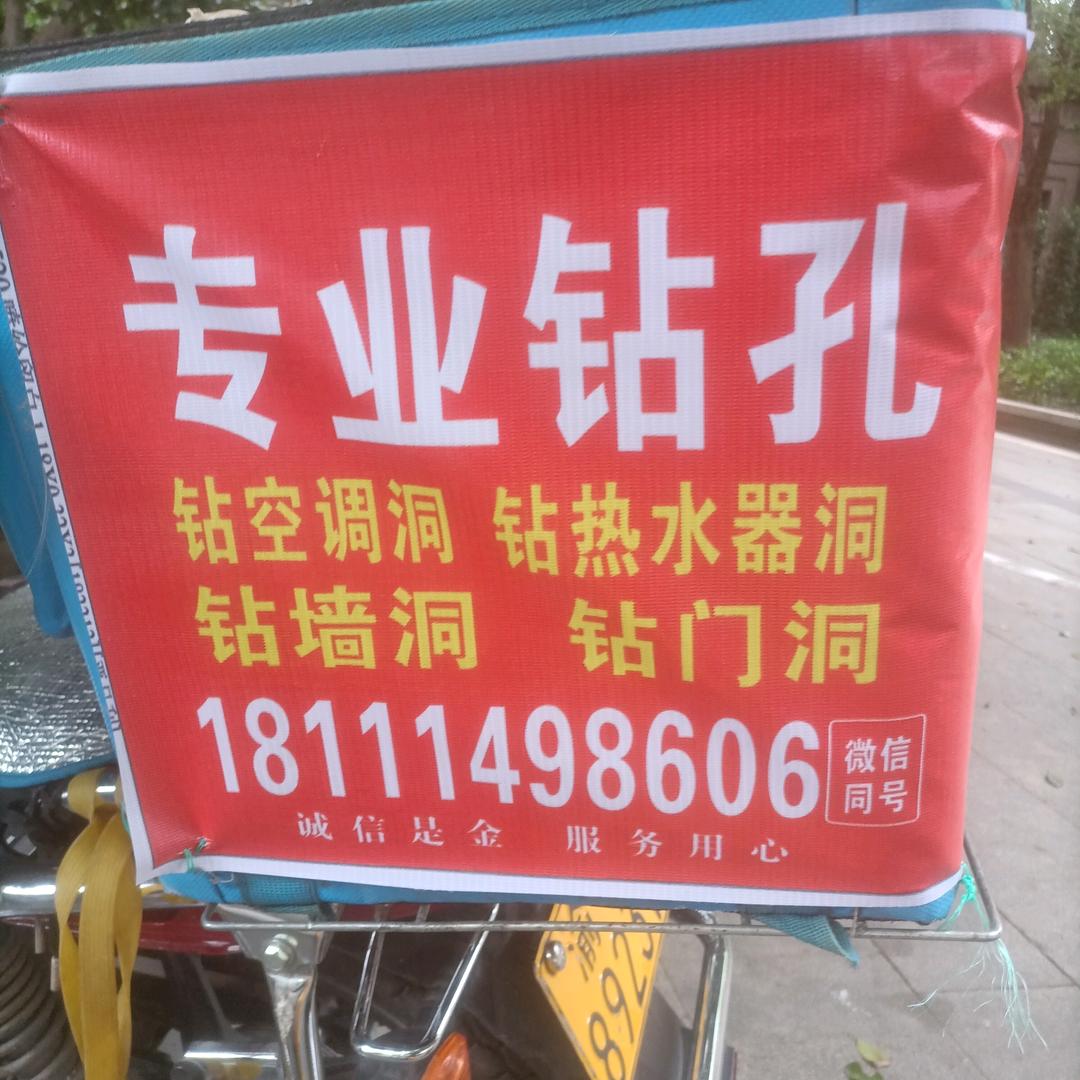 专业钻孔
钻空调洞 钻热水器洞
钻墙洞 钻门洞
18111498606
微信
同号
诚信是金 服务用心